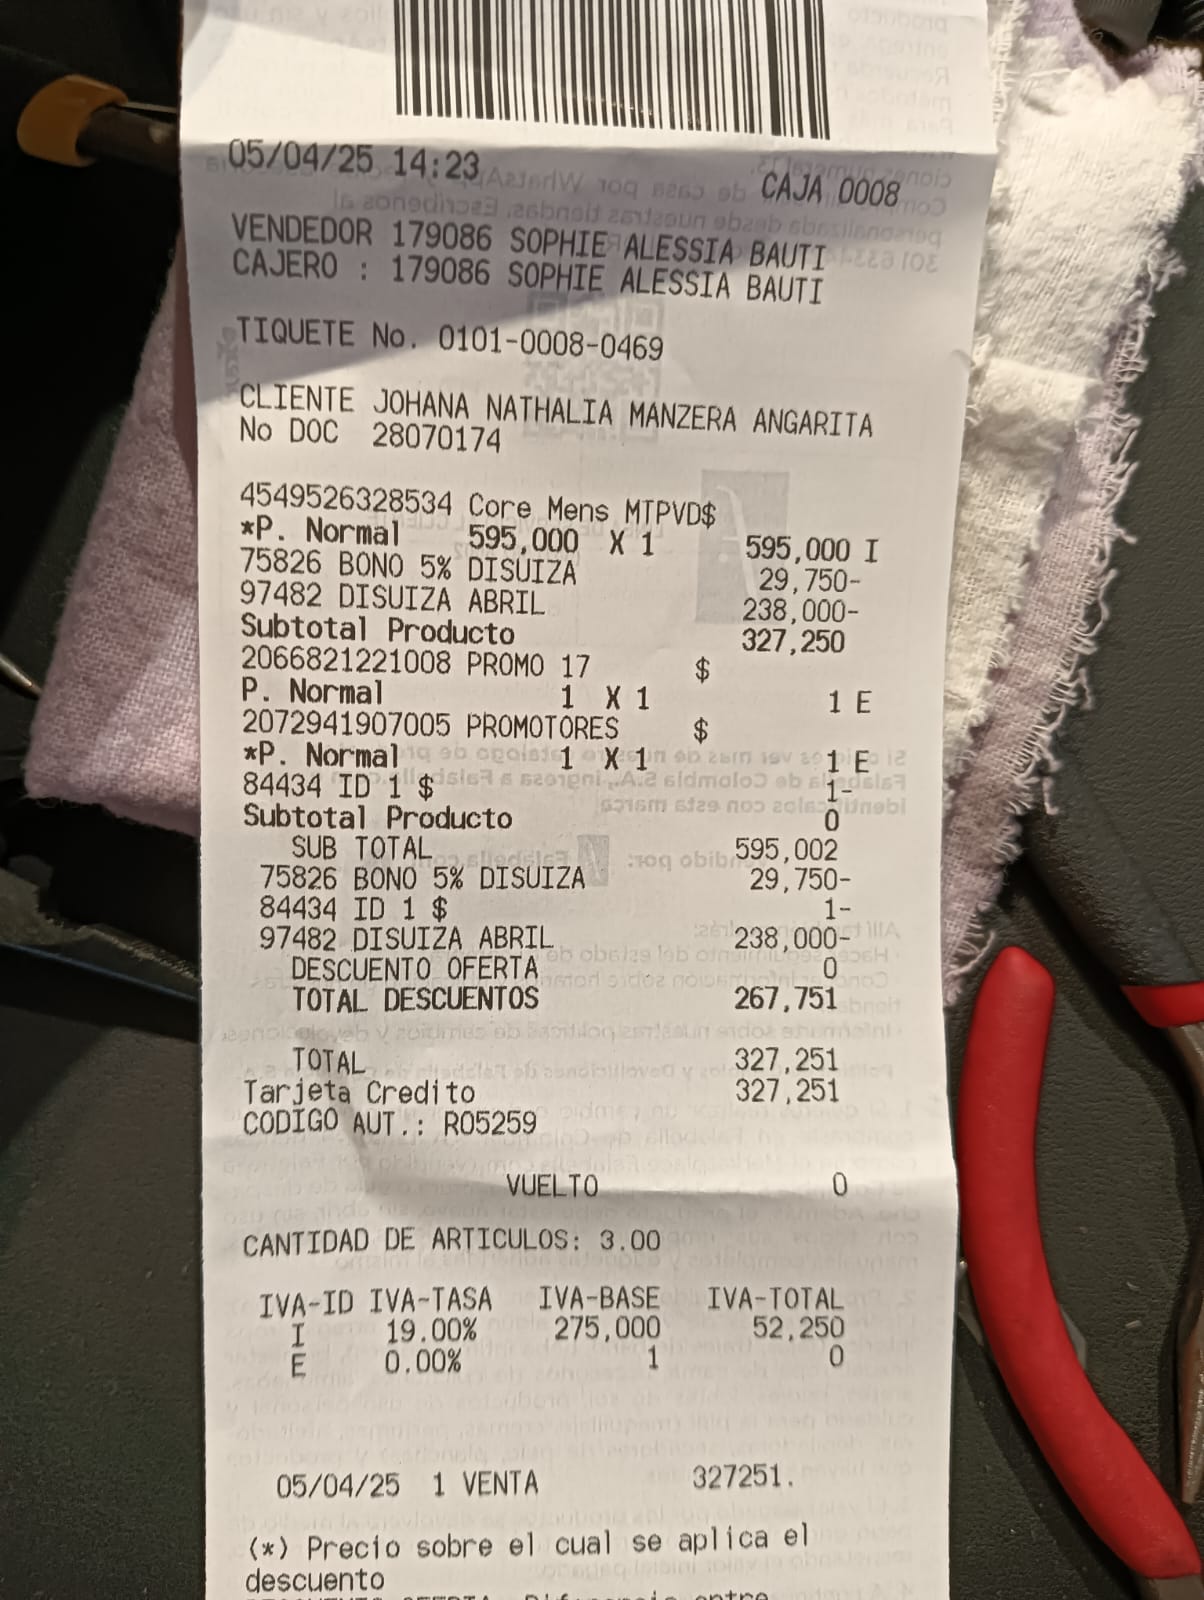 05/04/25 14:23 CAJA 0008
VENDEDOR 179086 SOPHIE ALESSIA BAUTI
CAJERO : 179086 SOPHIE ALESSIA BAUTI
TIQUETE No. 0101-0008-0469
CLIENTE JOHANA NATHALIA MANZERA ANGARITA
No DOC 28070174
4549526328534 Core Mens MTPVD$
*P. Normal 595,000 X 1 595,000 I
75826 BONO 5% DISUIZA 29,750-
97482 DISUIZA ABRIL 238,000-
Subtotal Producto 327,250
2066821221008 PROMO 17 $
P. Normal 1 X 1 1 E
2072941907005 PROMOTORES $
*P. Normal 1 X 1 1 E
84434 ID 1 $ 1-
Subtotal Producto 0
SUB TOTAL 595,002
75826 BONO 5% DISUIZA 29,750-
84434 ID 1 $ 1-
97482 DISUIZA ABRIL 238,000-
DESCUENTO OFERTA 0
TOTAL DESCUENTOS 267,751
TOTAL 327,251
Tarjeta Credito 327,251
CODIGO AUT.: R05259
VUELTO 0
CANTIDAD DE ARTICULOS: 3.00
IVA-ID IVA-TASA IVA-BASE IVA-TOTAL
I 19.00% 275,000 52,250
E 0.00% 1 0
05/04/25 1 VENTA 327251.
(*) Precio sobre el cual se aplica el
descuento